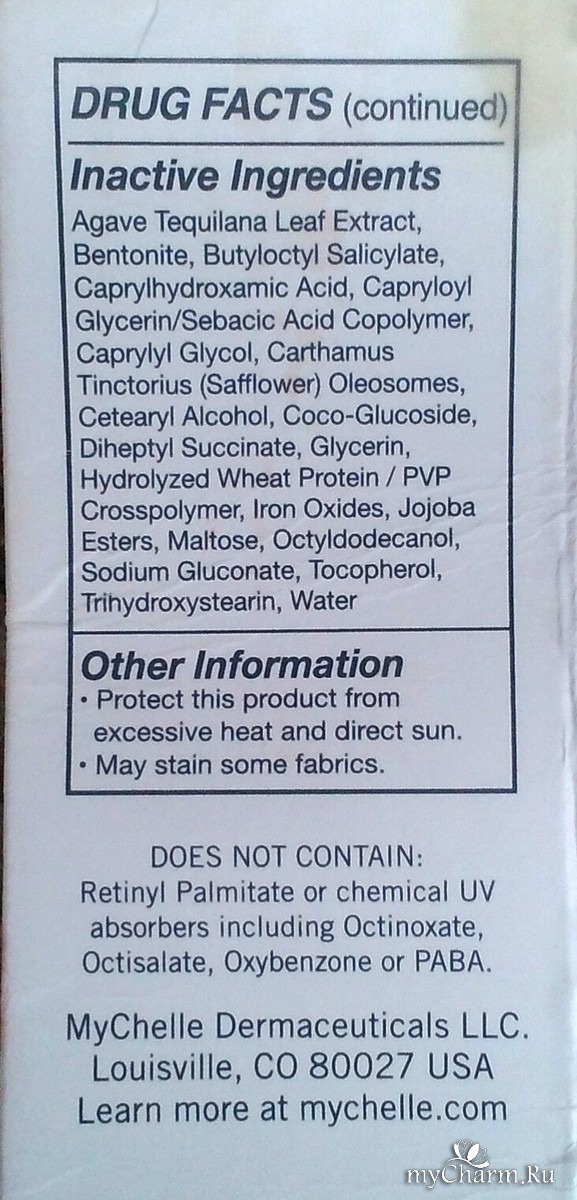 DRUG FACTS (continued)
Inactive Ingredients
Agave Tequilana Leaf Extract,
Bentonite, Butyloctyl Salicylate,
Caprylhydroxamic Acid, Capryloyl
Glycerin/Sebacic Acid Copolymer,
Caprylyl Glycol, Carthamus
Tinctorius (Safflower) Oleosomes,
Cetearyl Alcohol, Coco-Glucoside,
Diheptyl Succinate, Glycerin,
Hydrolyzed Wheat Protein / PVP
Crosspolymer, Iron Oxides, Jojoba
Esters, Maltose, Octyldodecanol,
Sodium Gluconate, Tocopherol,
Trihydroxystearin, Water
Other Information
• Protect this product from
excessive heat and direct sun.
• May stain some fabrics.
DOES NOT CONTAIN:
Retinyl Palmitate or chemical UV
absorbers including Octinoxate,
Octisalate, Oxybenzone or PABA.
MyChelle Dermaceuticals LLC.
Louisville, CO 80027 USA
Learn more at mychelle.com
myCharm.Ru